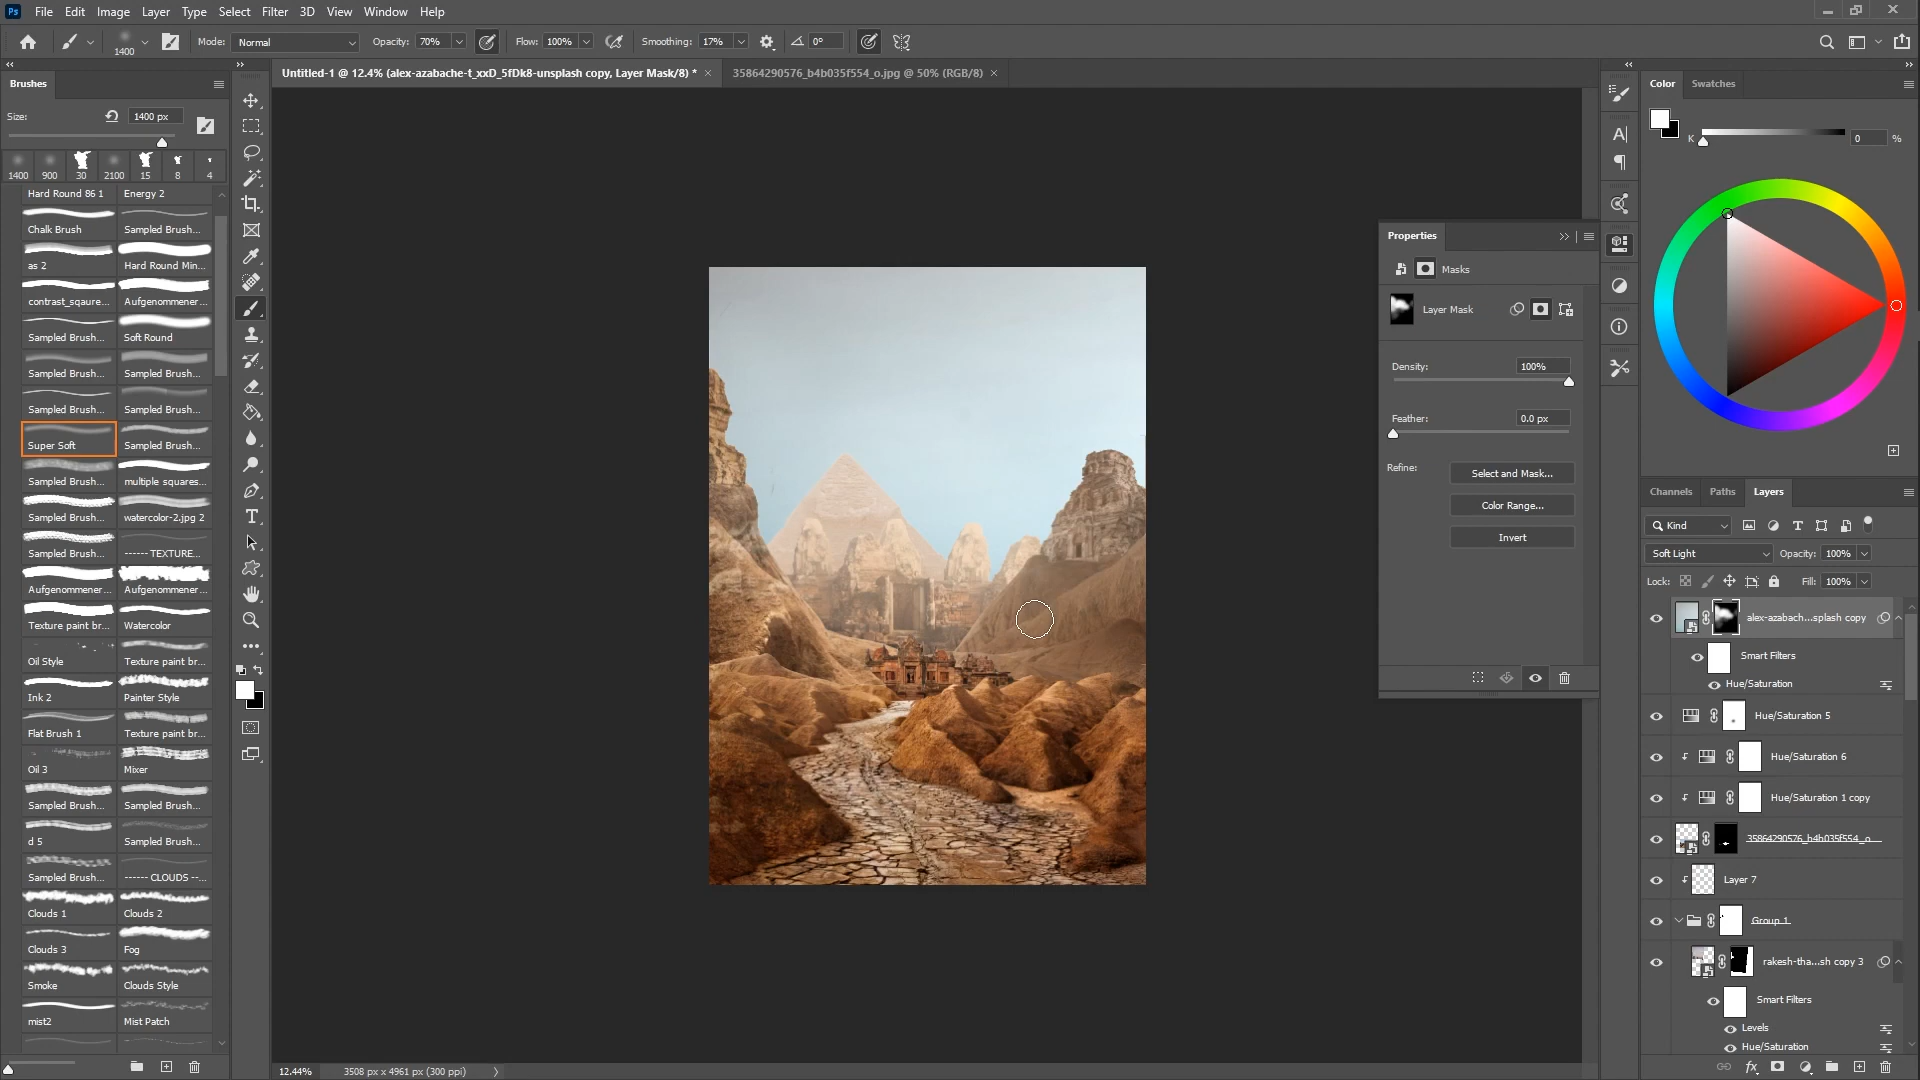 Ps File Edit Image Layer Type Select Filter 3D View Window Help
1400 Mode: Normal Opacity: 70% Flow: 100% Smoothing: 17% 0°
Untitled-1 @ 12.4% (alex-azabache-t_xxD_5fDk8-unsplash copy, Layer Mask/8) *
35864290576_b4b035f554_o.jpg @ 50% (RGB/8)
Brushes
Size: 1400 px
1400 900 30 2100 15 8 4
Hard Round 86 1 Energy 2
Chalk Brush Sampled Brush...
as 2 Hard Round Min...
contrast_sqaure... Aufgenommener...
Sampled Brush... Soft Round
Sampled Brush... Sampled Brush...
Sampled Brush... Sampled Brush...
Super Soft Sampled Brush...
Sampled Brush... multiple squares...
Sampled Brush... watercolor-2.jpg 2
Sampled Brush... ------ TEXTURE...
Aufgenommener... Aufgenommener...
Texture paint br... Watercolor
Oil Style Texture paint br...
Ink 2 Painter Style
Flat Brush 1 Texture paint br...
Oil 3 Mixer
Sampled Brush... Sampled Brush...
d 5 Sampled Brush...
Sampled Brush... ------ CLOUDS --...
Clouds 1 Clouds 2
Clouds 3 Fog
Smoke Clouds Style
mist2 Mist Patch
12.44% 3508 px x 4961 px (300 ppi)
Properties
Masks
Layer Mask
Density: 100%
Feather: 0.0 px
Refine: Select and Mask...
Color Range...
Invert
Color Swatches
K 0 %
Channels Paths Layers
Kind
Soft Light Opacity: 100%
Lock: Fill: 100%
alex-azabach...splash copy
Smart Filters
Hue/Saturation
Hue/Saturation 5
Hue/Saturation 6
Hue/Saturation 1 copy
35864290576_b4b035f554_o
Layer 7
Group 1
rakesh-tha...sh copy 3
Smart Filters
Levels
Hue/Saturation